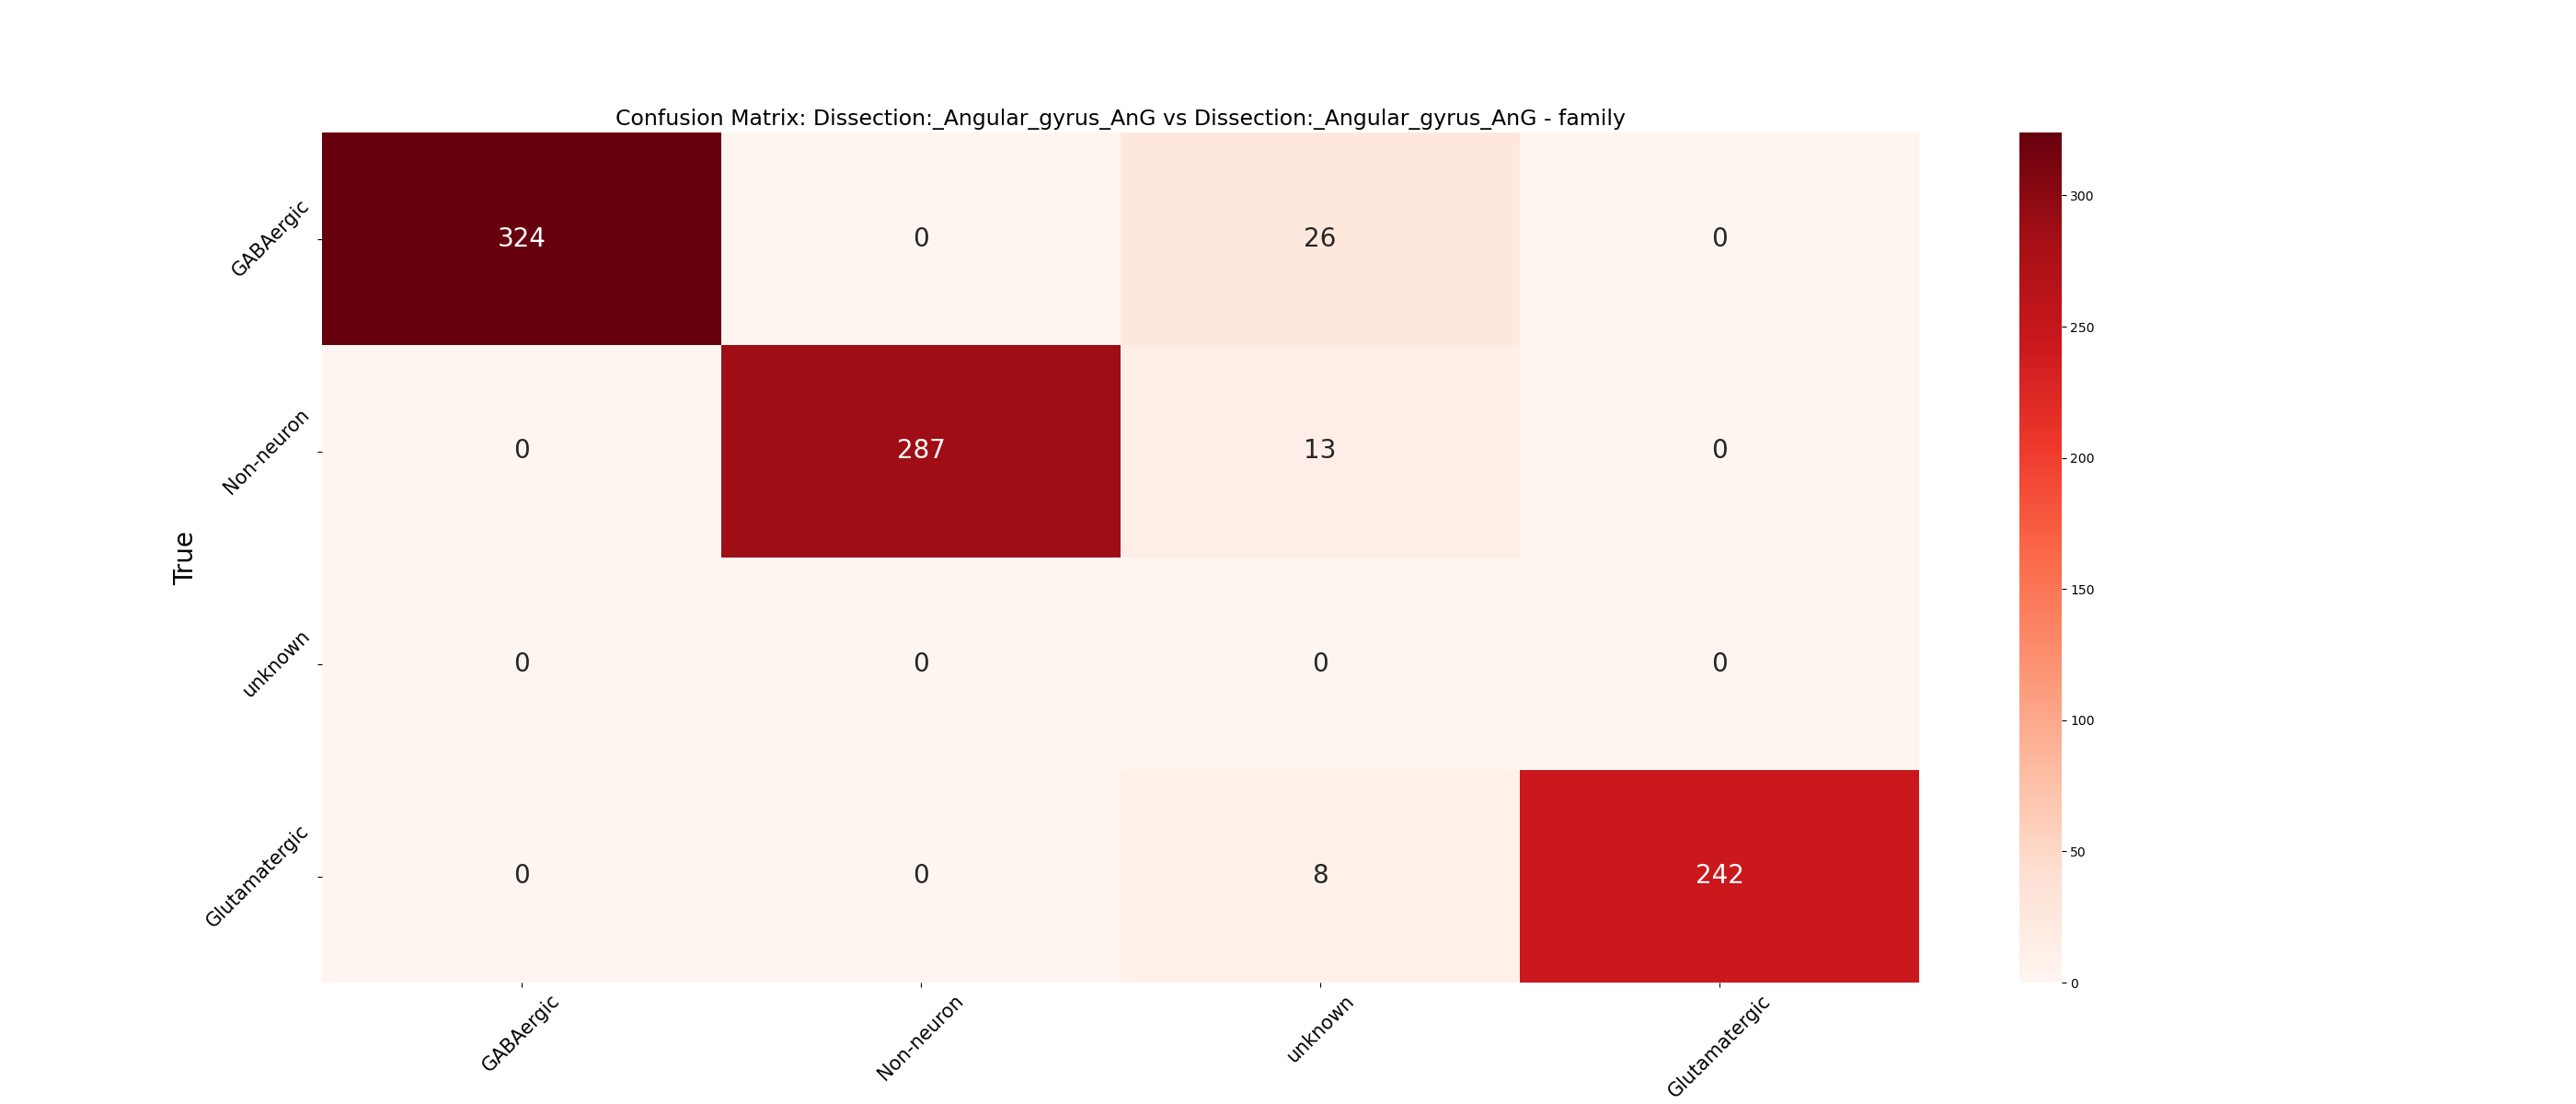 Confusion Matrix: Dissection:_Angular_gyrus_AnG vs Dissection:_Angular_gyrus_AnG - family
True
GABAergic
324 0 26 0
Non-neuron
0 287 13 0
unknown
0 0 0 0
Glutamatergic
0 0 8 242
GABAergic Non-neuron unknown Glutamatergic
300
250
200
150
100
50
0